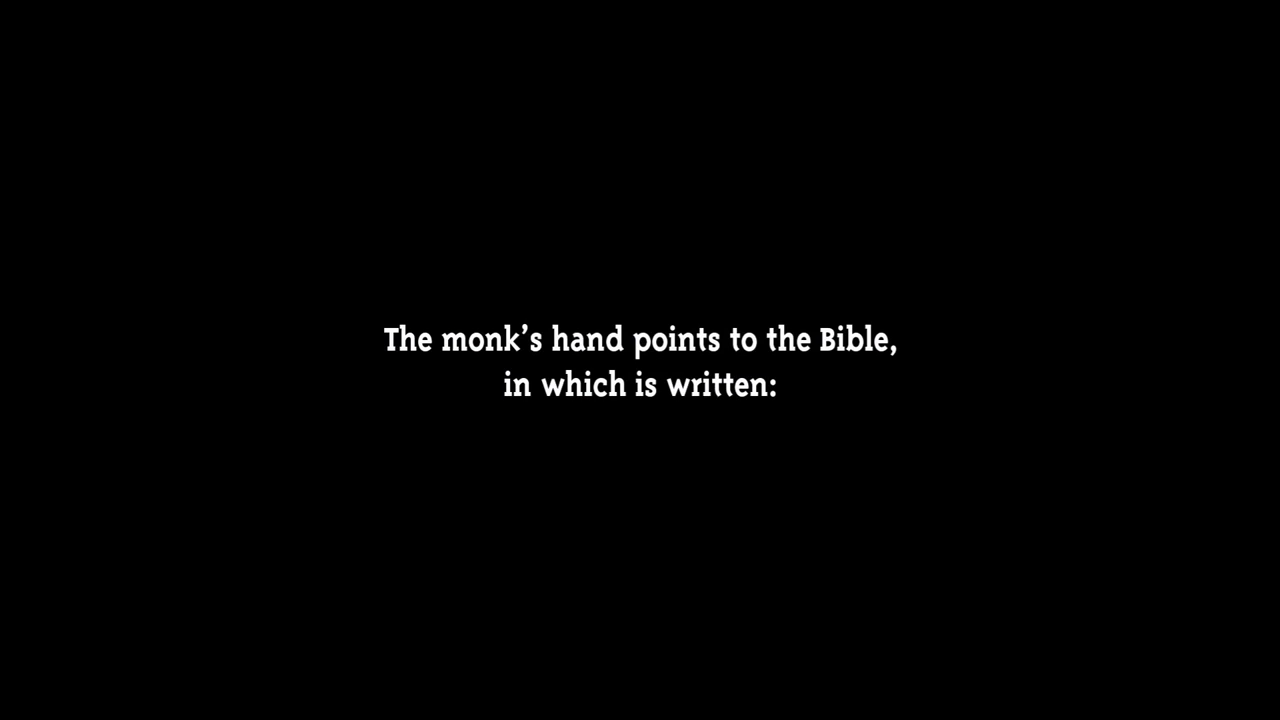 The monk’s hand points to the Bible,
in which is written: